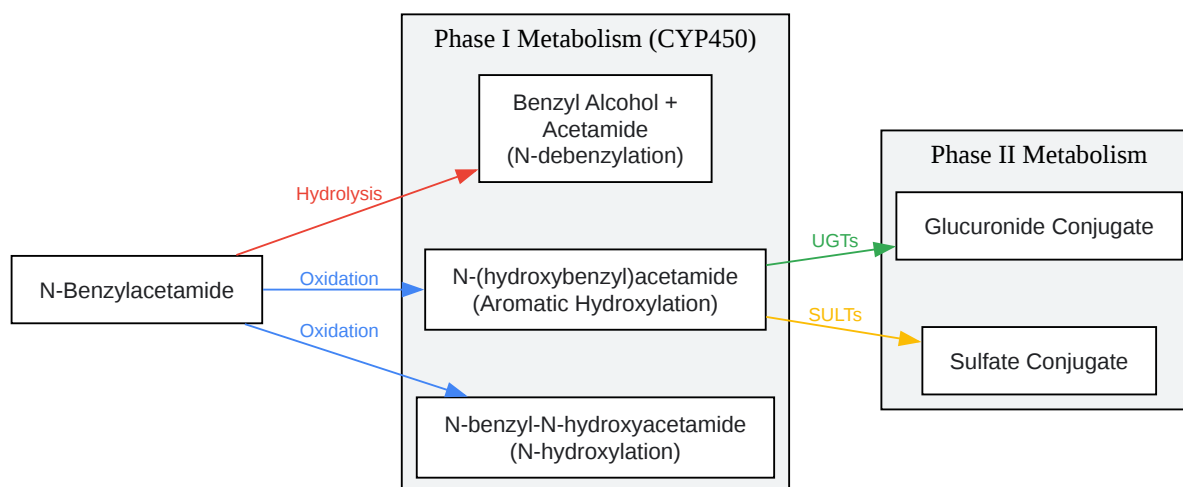 Phase I Metabolism (CYP450)
Benzyl Alcohol +
Acetamide
(N-debenzylation)
Phase II Metabolism
Hydrolysis
Glucuronide Conjugate
UGTs
N-Benzylacetamide
Oxidation
N-(hydroxybenzyl)acetamide
(Aromatic Hydroxylation)
SULTs
Oxidation
Sulfate Conjugate
N-benzyl-N-hydroxyacetamide
(N-hydroxylation)